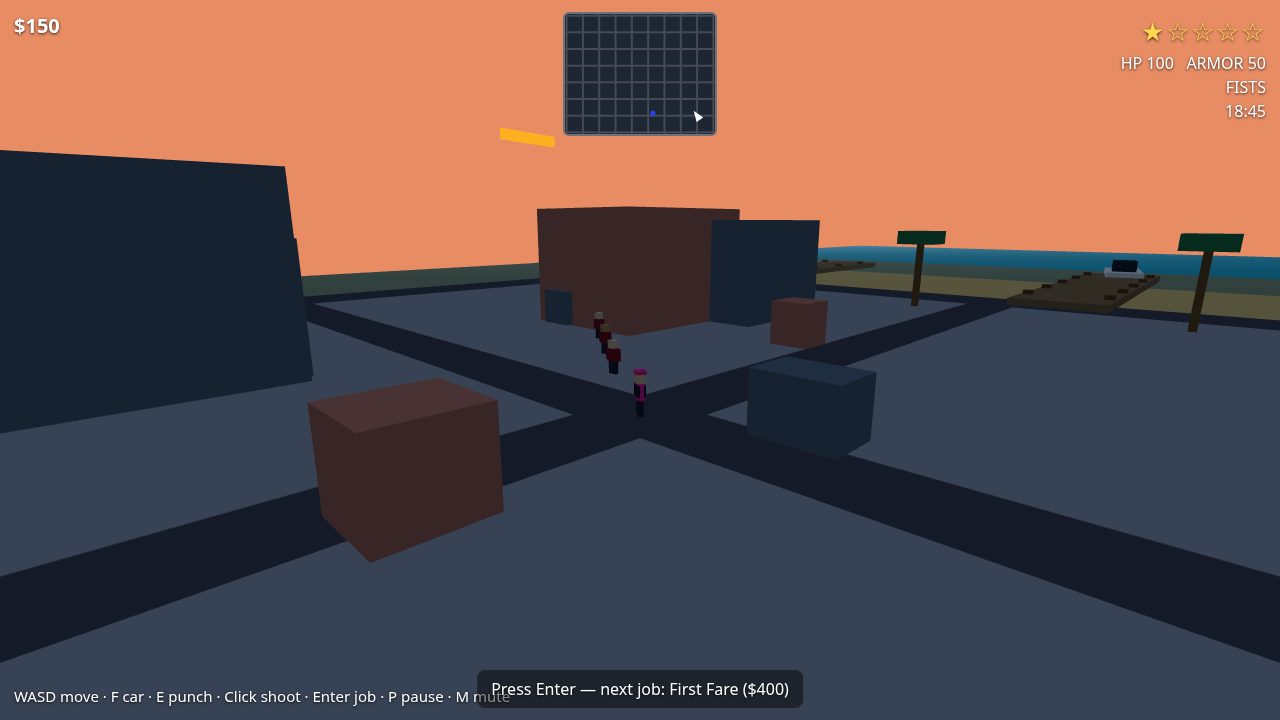 $150
★☆☆☆☆
HP 100 ARMOR 50
FISTS
18:45
Press Enter — next job: First Fare ($400)
WASD move · F car · E punch · Click shoot · Enter job · P pause · M mute